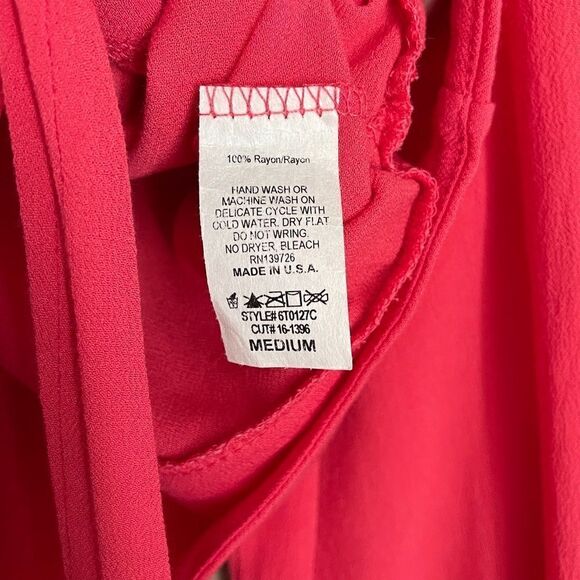 100% Rayon/Rayon
HAND WASH OR
MACHINE WASH ON
DELICATE CYCLE WITH
COLD WATER. DRY FLAT
DO NOT WRING.
NO DRYER, BLEACH
RN139726
MADE IN U.S.A.
STYLE# 6T0127C
CUT# 16-1396
MEDIUM